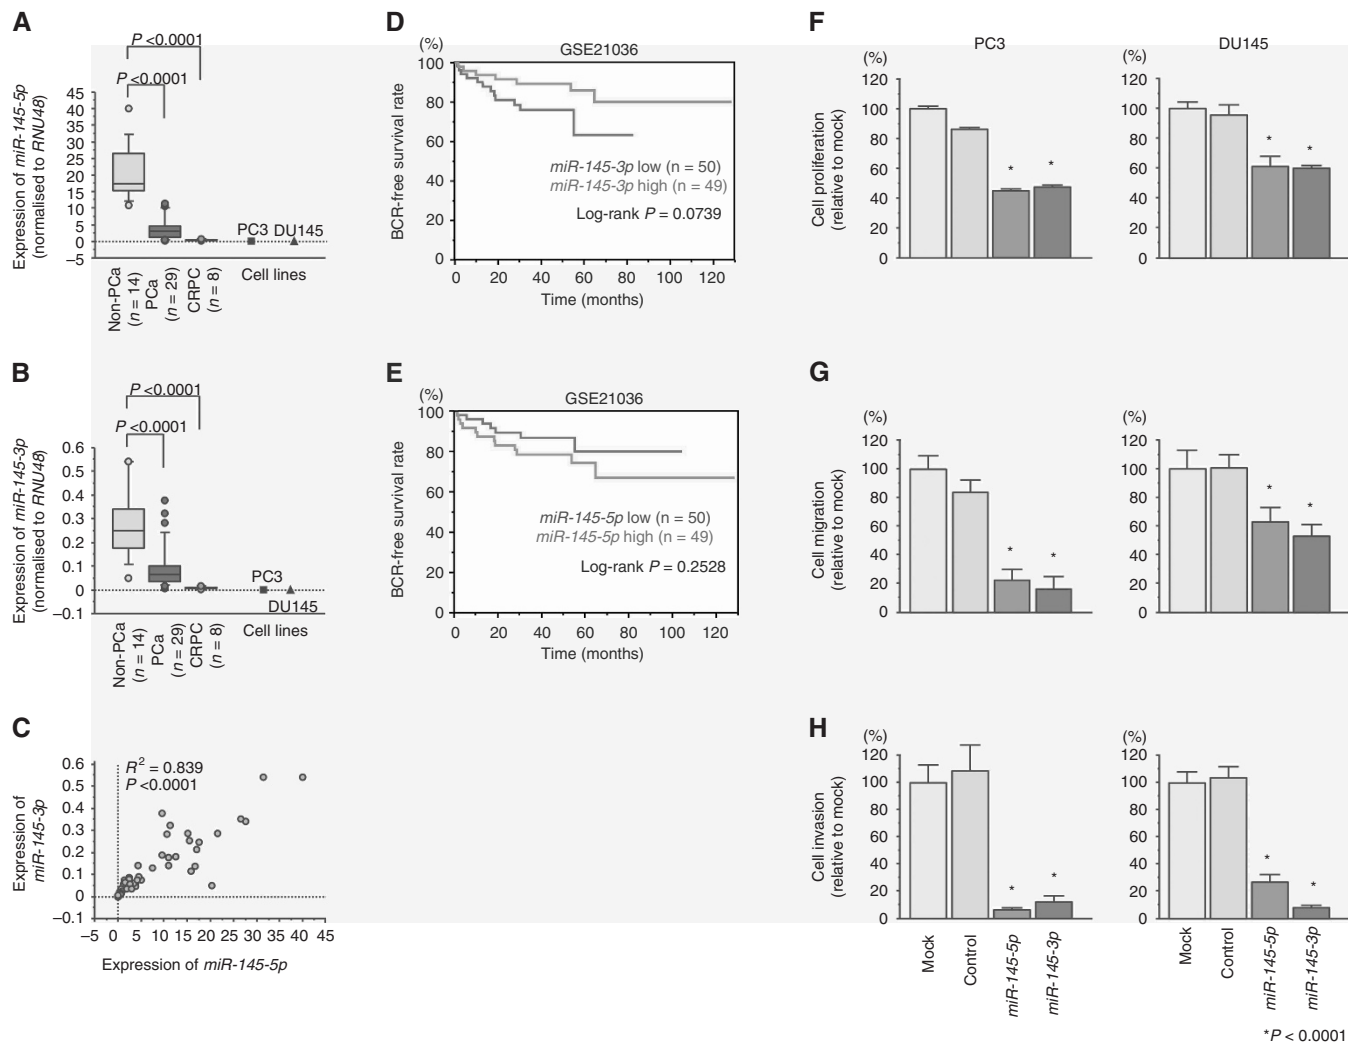 A
P <0.0001
P <0.0001
Expression of miR-145-5p
(normalised to RNU48)
45
40
35
30
25
20
15
10
5
0
–5
PC3 DU145
Non-PCa
(n = 14)
PCa
(n = 29)
CRPC
(n = 8)
Cell lines
B
P <0.0001
P <0.0001
Expression of miR-145-3p
(normalised to RNU48)
0.6
0.5
0.4
0.3
0.2
0.1
0
–0.1
PC3
DU145
Non-PCa
(n = 14)
PCa
(n = 29)
CRPC
(n = 8)
Cell lines
C
R2 = 0.839
P <0.0001
Expression of
miR-145-3p
0.6
0.5
0.4
0.3
0.2
0.1
0
–0.1
–5 0 5 10 15 20 25 30 35 40 45
Expression of miR-145-5p
D
(%)
GSE21036
BCR-free survival rate
100
80
60
40
20
0
miR-145-3p low (n = 50)
miR-145-3p high (n = 49)
Log-rank P = 0.0739
0 20 40 60 80 100 120
Time (months)
E
(%)
GSE21036
BCR-free survival rate
100
80
60
40
20
0
miR-145-5p low (n = 50)
miR-145-5p high (n = 49)
Log-rank P = 0.2528
0 20 40 60 80 100 120
Time (months)
F
PC3
DU145
(%)
Cell proliferation
(relative to mock)
120
100
80
60
40
20
0
* *
(%)
120
100
80
60
40
20
0
* *
G
(%)
Cell migration
(relative to mock)
120
100
80
60
40
20
0
* *
(%)
120
100
80
60
40
20
0
* *
H
(%)
Cell invasion
(relative to mock)
120
100
80
60
40
20
0
* *
Mock
Control
miR-145-5p
miR-145-3p
(%)
120
100
80
60
40
20
0
* *
Mock
Control
miR-145-5p
miR-145-3p
*P < 0.0001